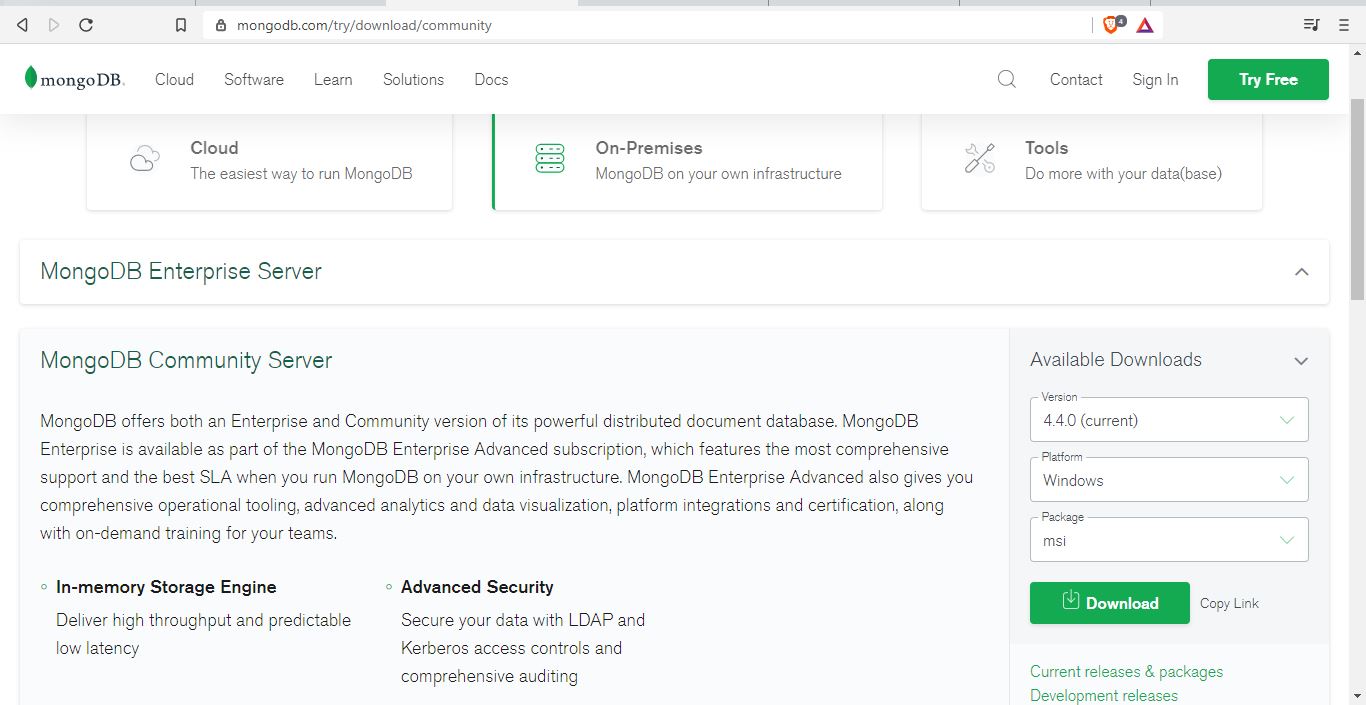 mongodb.com/try/download/community
4
mongoDB.
Cloud Software Learn Solutions Docs
Contact Sign In Try Free
Cloud
The easiest way to run MongoDB
On-Premises
MongoDB on your own infrastructure
Tools
Do more with your data(base)
MongoDB Enterprise Server
MongoDB Community Server
MongoDB offers both an Enterprise and Community version of its powerful distributed document database. MongoDB
Enterprise is available as part of the MongoDB Enterprise Advanced subscription, which features the most comprehensive
support and the best SLA when you run MongoDB on your own infrastructure. MongoDB Enterprise Advanced also gives you
comprehensive operational tooling, advanced analytics and data visualization, platform integrations and certification, along
with on-demand training for your teams.
In-memory Storage Engine
Deliver high throughput and predictable
low latency
Advanced Security
Secure your data with LDAP and
Kerberos access controls and
comprehensive auditing
Available Downloads
Version
4.4.0 (current)
Platform
Windows
Package
msi
Download
Copy Link
Current releases & packages
Development releases